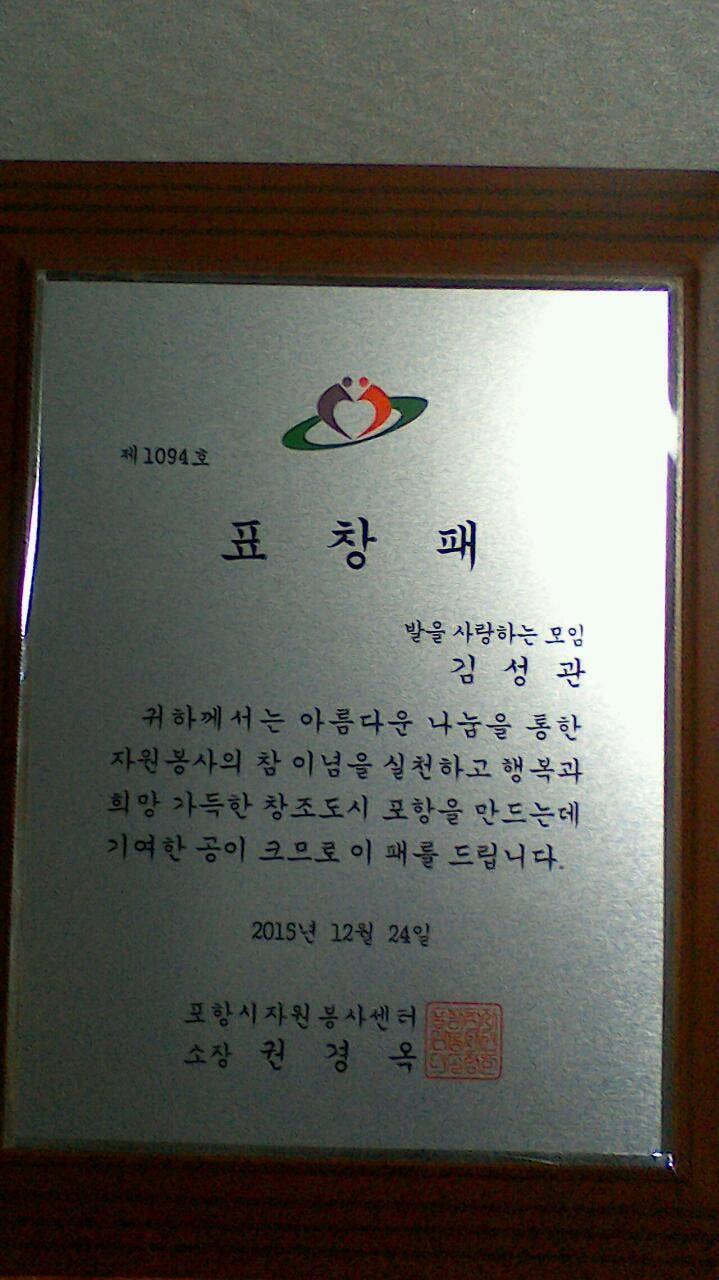 제1094호
표 창 패
발을 사랑하는 모임
김 성 관
귀하께서는 아름다운 나눔을 통한
자원봉사의 참 이념을 실천하고 행복과
희망 가득한 창조도시 포항을 만드는데
기여한 공이 크므로 이 패를 드립니다.
2015년 12월 24일
포항시자원봉사센터
소장 권 경 옥